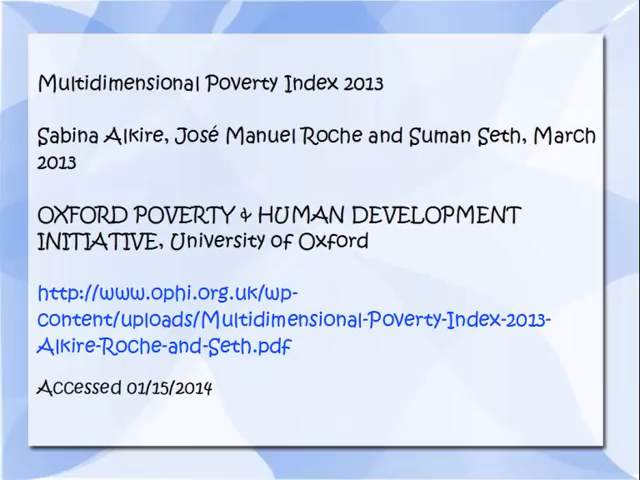 Multidimensional Poverty Index 2013
Sabina Alkire, José Manuel Roche and Suman Seth, March
2013
OXFORD POVERTY & HUMAN DEVELOPMENT
INITIATIVE, University of Oxford
http://www.ophi.org.uk/wp-
content/uploads/Multidimensional-Poverty-Index-2013-
Alkire-Roche-and-Seth.pdf
Accessed 01/15/2014